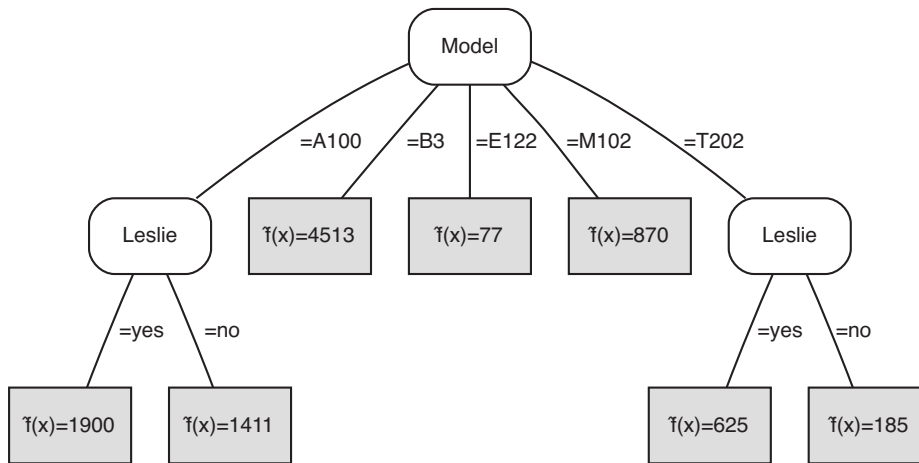 Model
=A100
=B3
=E122
=M102
=T202
Leslie
f̃(x)=4513
f̃(x)=77
f̃(x)=870
Leslie
=yes
=no
=yes
=no
f̃(x)=1900
f̃(x)=1411
f̃(x)=625
f̃(x)=185